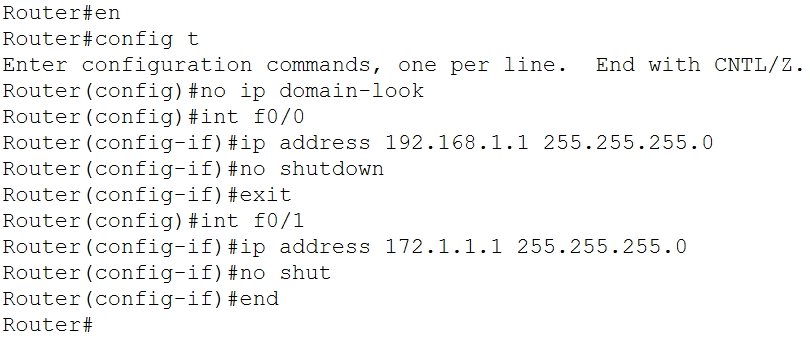 Router#en
Router#config t
Enter configuration commands, one per line.  End with CNTL/Z.
Router(config)#no ip domain-look
Router(config)#int f0/0
Router(config-if)#ip address 192.168.1.1 255.255.255.0
Router(config-if)#no shutdown
Router(config-if)#exit
Router(config)#int f0/1
Router(config-if)#ip address 172.1.1.1 255.255.255.0
Router(config-if)#no shut
Router(config-if)#end
Router#